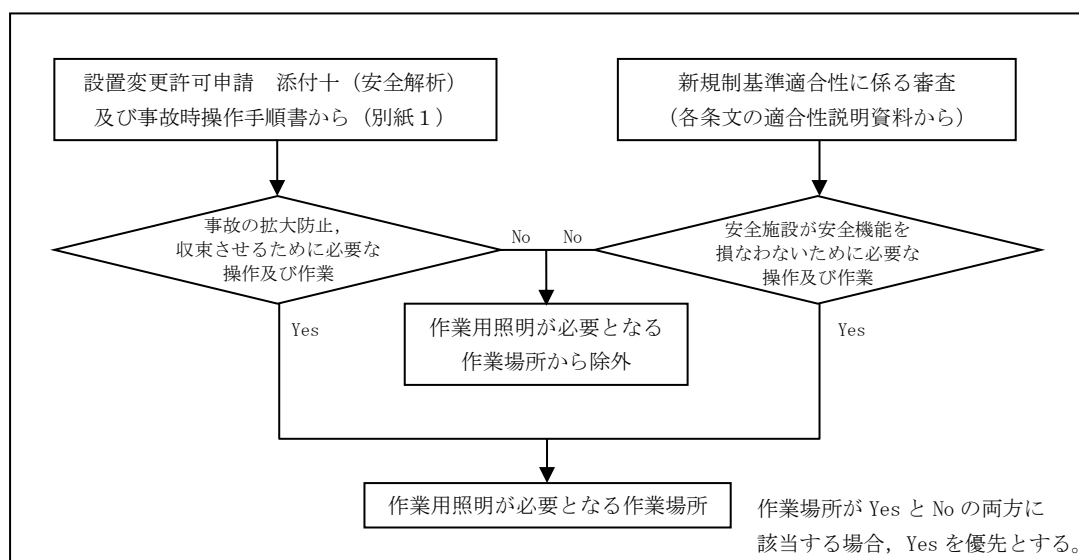 設置変更許可申請　添付十（安全解析）
及び事故時操作手順書から（別紙１）
新規制基準適合性に係る審査
（各条文の適合性説明資料から）
事故の拡大防止，
収束させるために必要な
操作及び作業
No
No
安全施設が安全機能を
損なわないために必要な
操作及び作業
Yes
作業用照明が必要となる
作業場所から除外
Yes
作業用照明が必要となる作業場所
作業場所が Yes と No の両方に
該当する場合，Yes を優先とする。